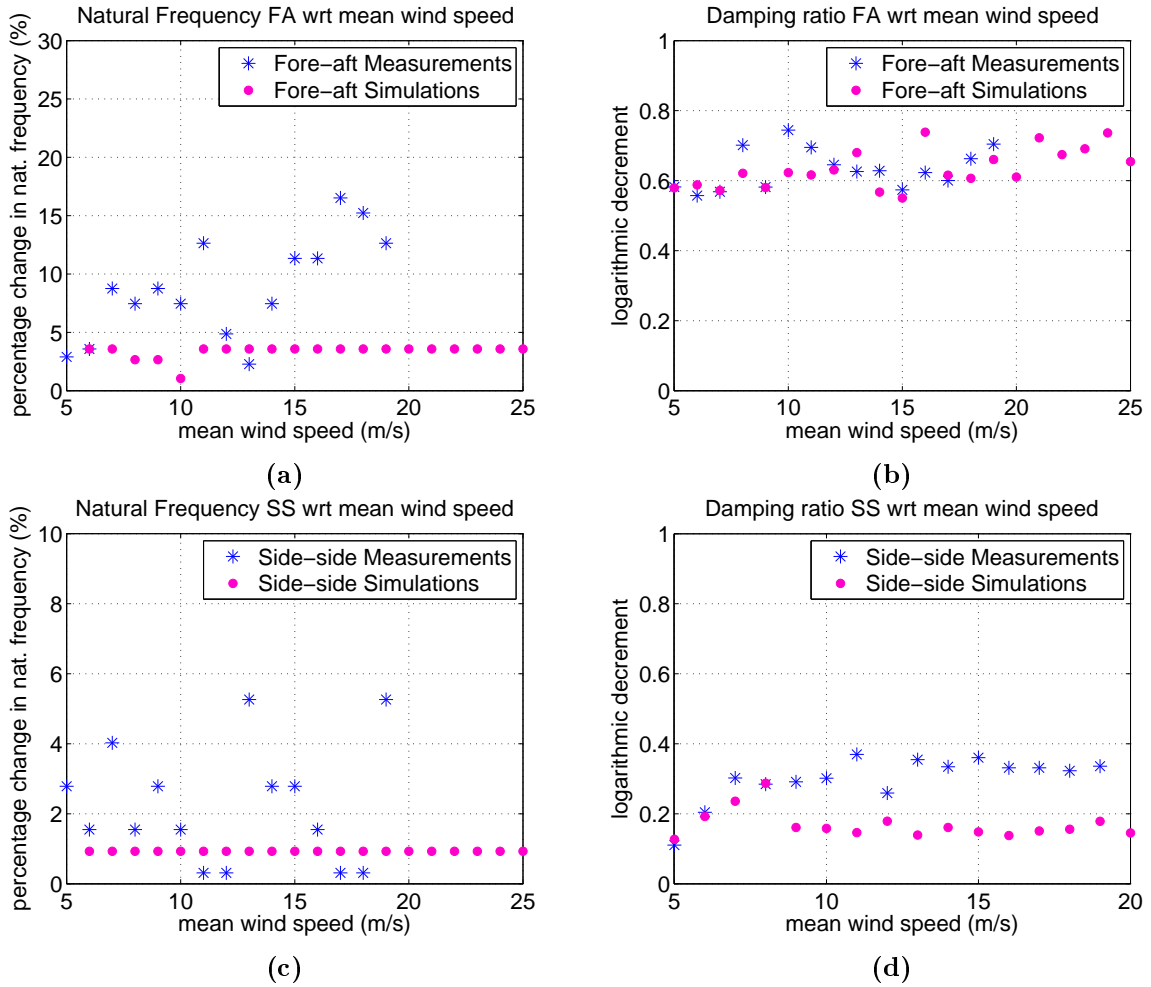 Natural Frequency FA wrt mean wind speed
percentage change in nat. frequency (%)
30
25
20
15
10
5
0
Fore−aft Measurements
Fore−aft Simulations
5 10 15 20 25
mean wind speed (m/s)
(a)
Damping ratio FA wrt mean wind speed
logarithmic decrement
1
0.8
0.6
0.4
0.2
0
Fore−aft Measurements
Fore−aft Simulations
5 10 15 20 25
mean wind speed (m/s)
(b)
Natural Frequency SS wrt mean wind speed
percentage change in nat. frequency (%)
10
8
6
4
2
0
Side−side Measurements
Side−side Simulations
5 10 15 20 25
mean wind speed (m/s)
(c)
Damping ratio SS wrt mean wind speed
logarithmic decrement
1
0.8
0.6
0.4
0.2
0
Side−side Measurements
Side−side Simulations
5 10 15 20
mean wind speed (m/s)
(d)